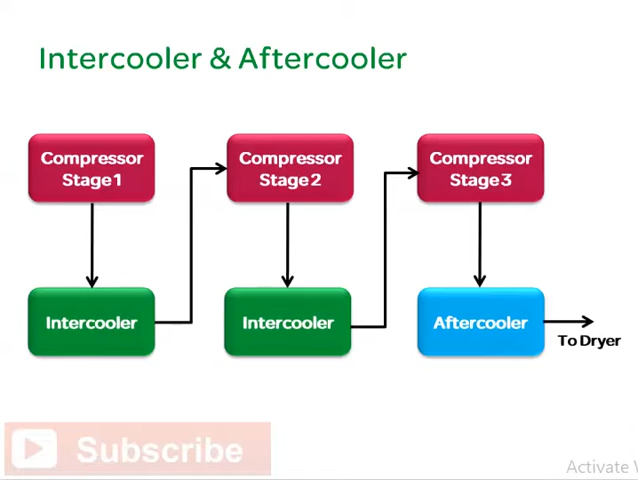 Intercooler & Aftercooler
Compressor
Stage 1
Compressor
Stage 2
Compressor
Stage 3
Intercooler
Intercooler
Aftercooler
To Dryer
Subscribe
Activate